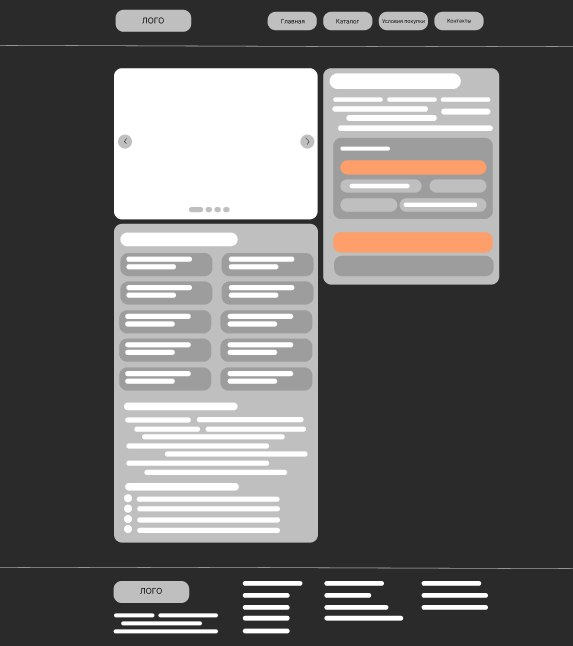 ЛОГО
Главная
Каталог
Условия покупки
Контакты
ЛОГО